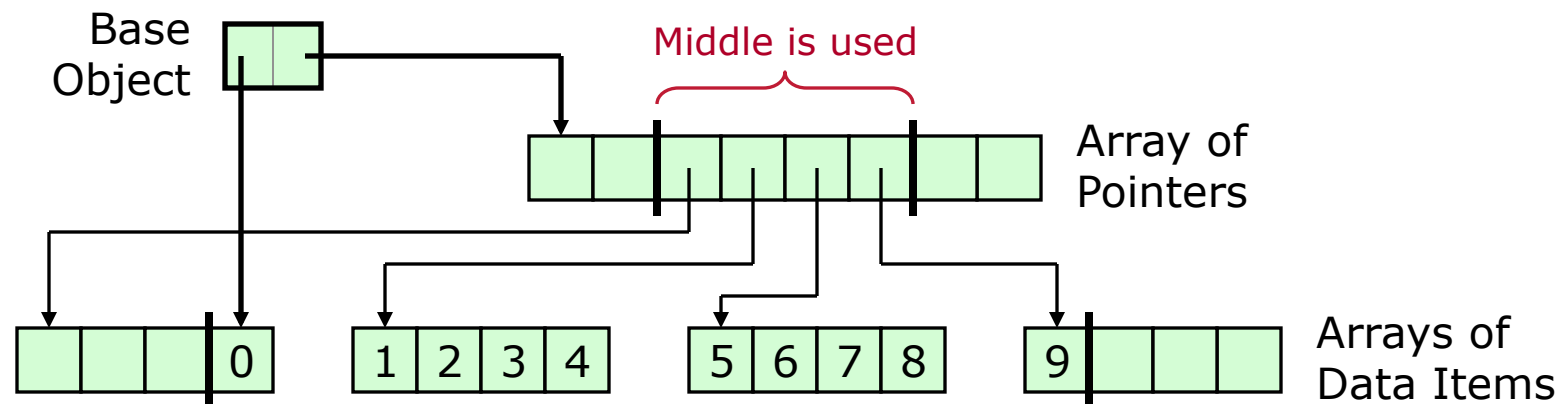 Base
Object
Middle is used
Array of
Pointers
0
1 2 3 4
5 6 7 8
9
Arrays of
Data Items